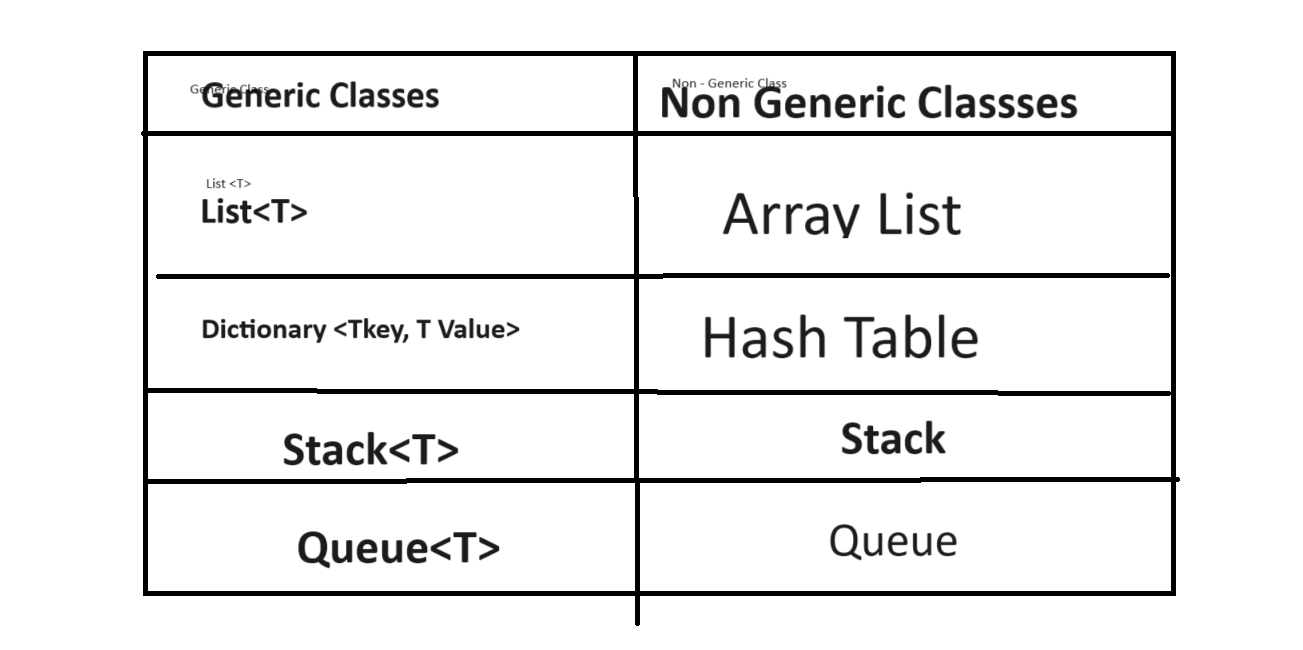 Generic Class
Generic Classes
Non - Generic Class
Non Generic Classses
List <T>
List<T>
Array List
Dictionary <Tkey, T Value>
Hash Table
Stack<T>
Stack
Queue<T>
Queue